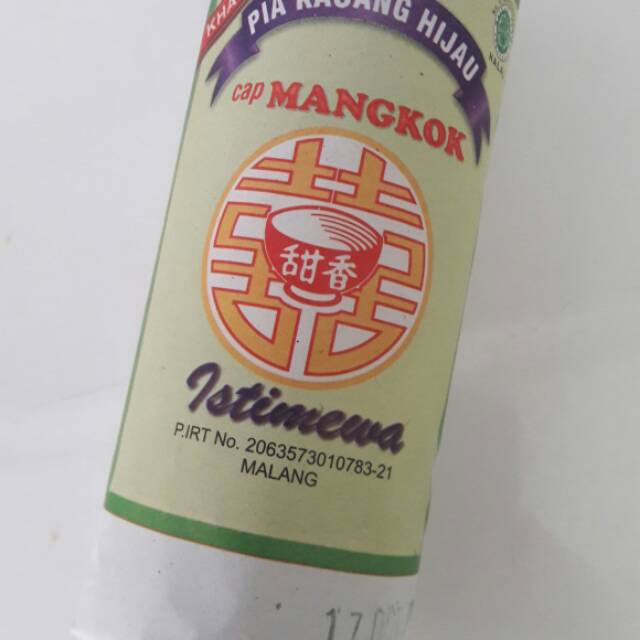 PIA KACANG HIJAU
cap MANGKOK
甜香
Istimewa
P.IRT No. 2063573010783-21
MALANG